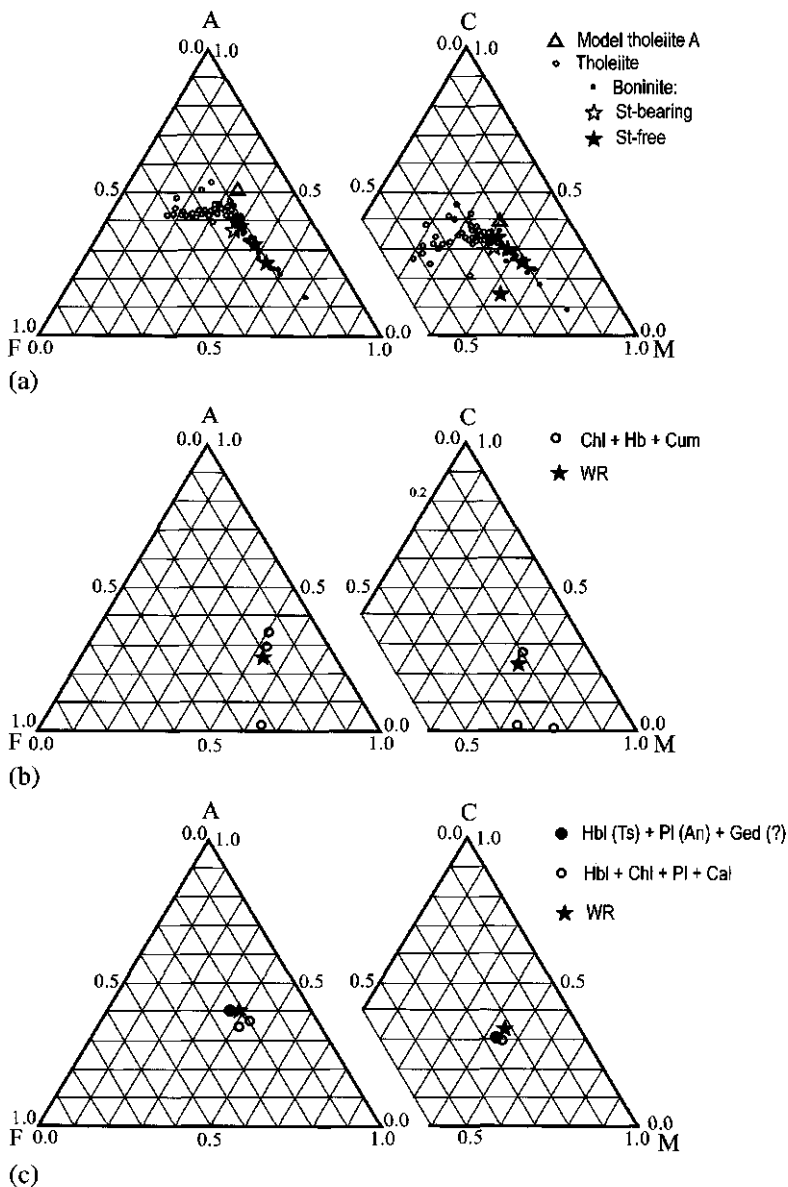 A
0.0 1.0
0.5 0.5
1.0 0.0
F 0.0 0.5 1.0
C
0.0 1.0
0.5
0.0
0.5 1.0 M
Model tholeiite A
Tholeiite
Boninite:
St-bearing
St-free
(a)
A
0.0 1.0
0.5 0.5
1.0 0.0
F 0.0 0.5 1.0
C
0.0 1.0
0.2
0.5 0.5
0.0
0.5 1.0 M
Chl + Hb + Cum
WR
(b)
A
0.0 1.0
0.5 0.5
1.0 0.0
F 0.0 0.5 1.0
C
0.0 1.0
0.5
0.0
0.5 1.0 M
Hbl (Ts) + Pl (An) + Ged (?)
Hbl + Chl + Pl + Cal
WR
(c)